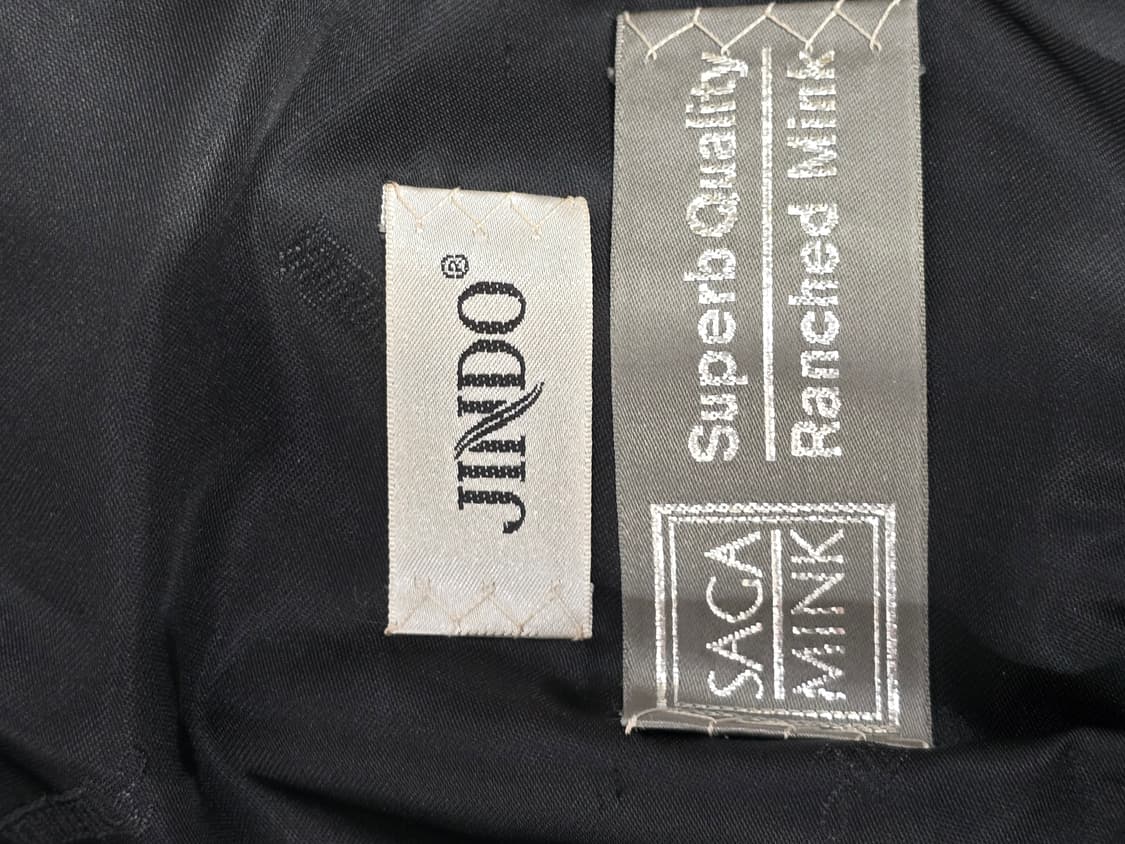 JINDO®
SAGA
MINK
Superb Quality
Ranched Mink